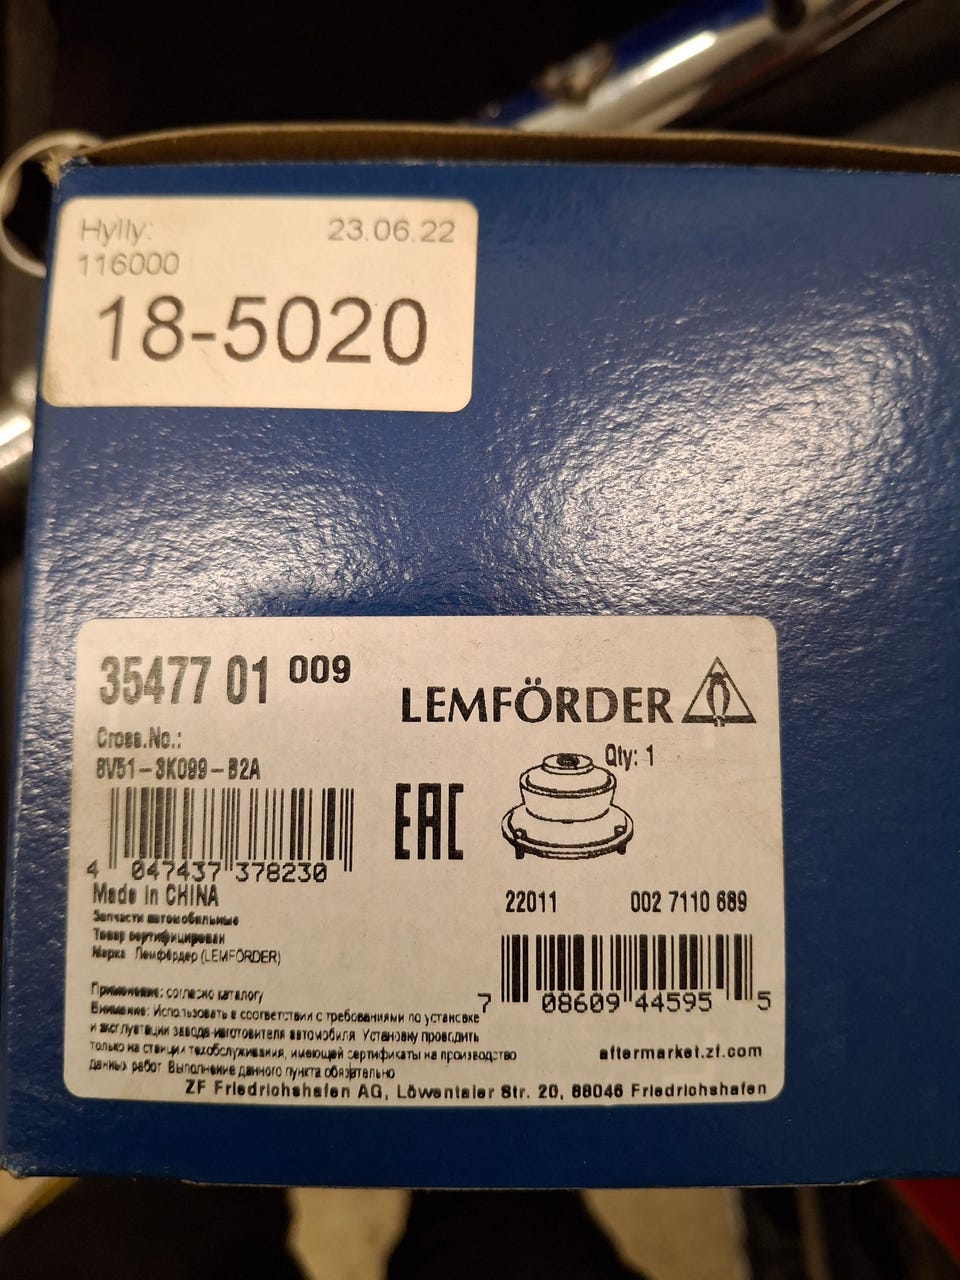 Hylly: 23.06.22
116000
18-5020
35477 01 009
LEMFÖRDER
Cross.No.:
8V51-3K099-B2A
Qty: 1
EAC
4 047437 378230
Made in CHINA
22011 002 7110 689
Запчасти автомобильные
Товар сертифицирован
Марка Лемфёрдер (LEMFÖRDER)
7 08609 44595 5
Применение: согласно каталогу
Внимание: Использовать в соответствии с требованиями по установке
и эксплуатации завода-изготовителя автомобиля. Установку проводить
только на станции техобслуживания, имеющей сертификаты на производство
данных работ. Выполнение данного пункта обязательно
aftermarket.zf.com
ZF Friedrichshafen AG, Löwentaler Str. 20, 88046 Friedrichshafen